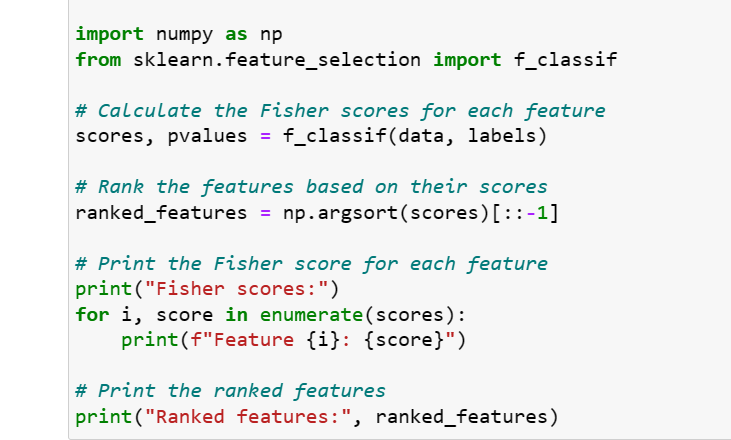 import numpy as np
from sklearn.feature_selection import f_classif
# Calculate the Fisher scores for each feature
scores, pvalues = f_classif(data, labels)
# Rank the features based on their scores
ranked_features = np.argsort(scores)[::-1]
# Print the Fisher score for each feature
print("Fisher scores:")
for i, score in enumerate(scores):
    print(f"Feature {i}: {score}")
# Print the ranked features
print("Ranked features:", ranked_features)